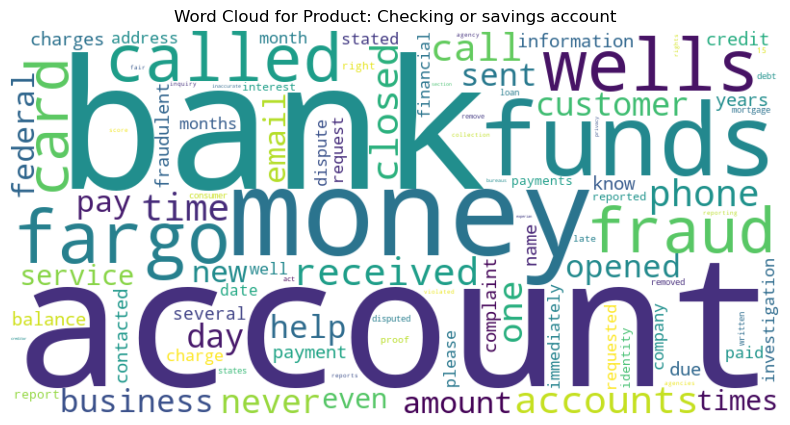 Word Cloud for Product: Checking or savings account
charges address month stated financial agency call information credit
called right wells
federal card bank closed sent fair 15
inquiry inaccurate interest loan customer years
months email dispute request remove debt mortgage
fraudulent store collection funds privacy
pay time consumer bureaus payments know phone
money name reported reporting fraud
fargo late
service new well received opened removed
date act one complaint
balance contacted several day help violated immediately requested identity company investigation
account disputed please written
charge payment proof due paid
states reports agencies
report business never even amount accounts times